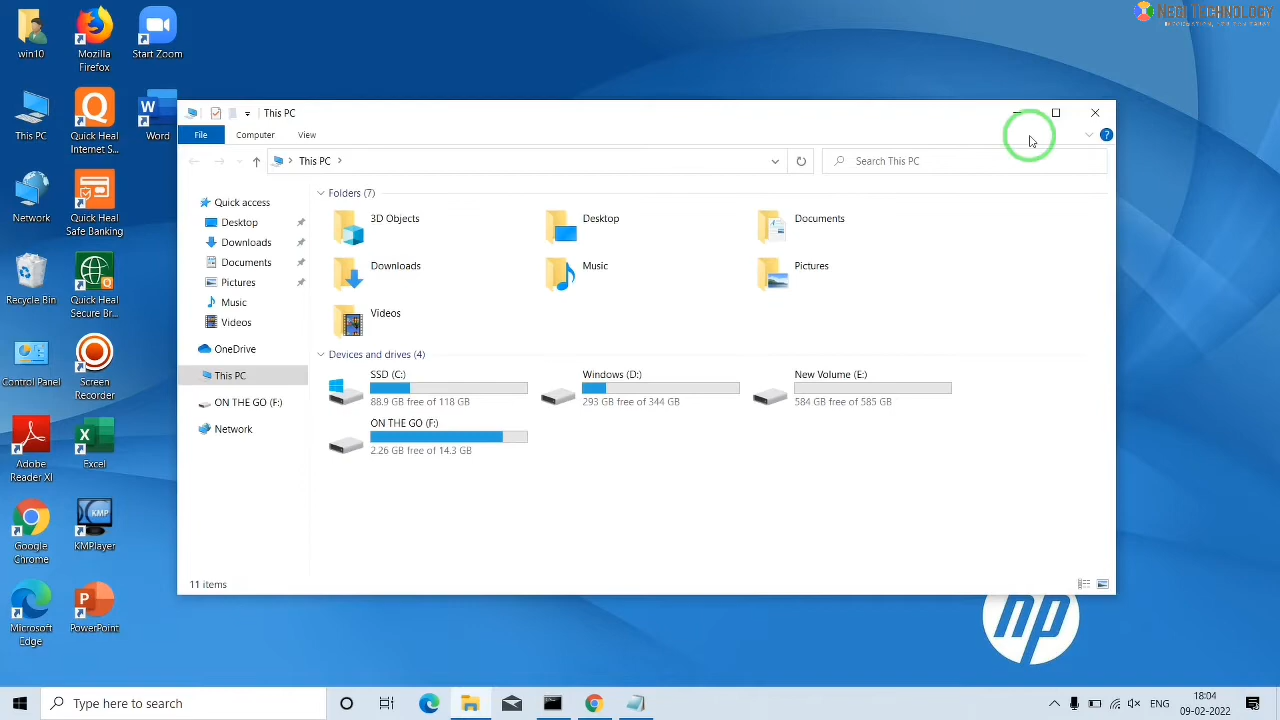 win10
Mozilla
Firefox
Start Zoom
This PC
Quick Heal
Internet S...
Word
Network
Quick Heal
Safe Banking
Recycle Bin
Quick Heal
Secure Br...
Control Panel
Screen
Recorder
Adobe
Reader XI
Excel
Google
Chrome
KMPlayer
Microsoft
Edge
PowerPoint
This PC
File
Computer
View
This PC
Search This PC
Quick access
Desktop
Downloads
Documents
Pictures
Music
Videos
OneDrive
This PC
ON THE GO (F:)
Network
Folders (7)
3D Objects
Desktop
Documents
Downloads
Music
Pictures
Videos
Devices and drives (4)
SSD (C:)
88.9 GB free of 118 GB
Windows (D:)
293 GB free of 344 GB
New Volume (E:)
584 GB free of 585 GB
ON THE GO (F:)
2.26 GB free of 14.3 GB
11 items
hp
Type here to search
ENG
18:04
09-02-2022